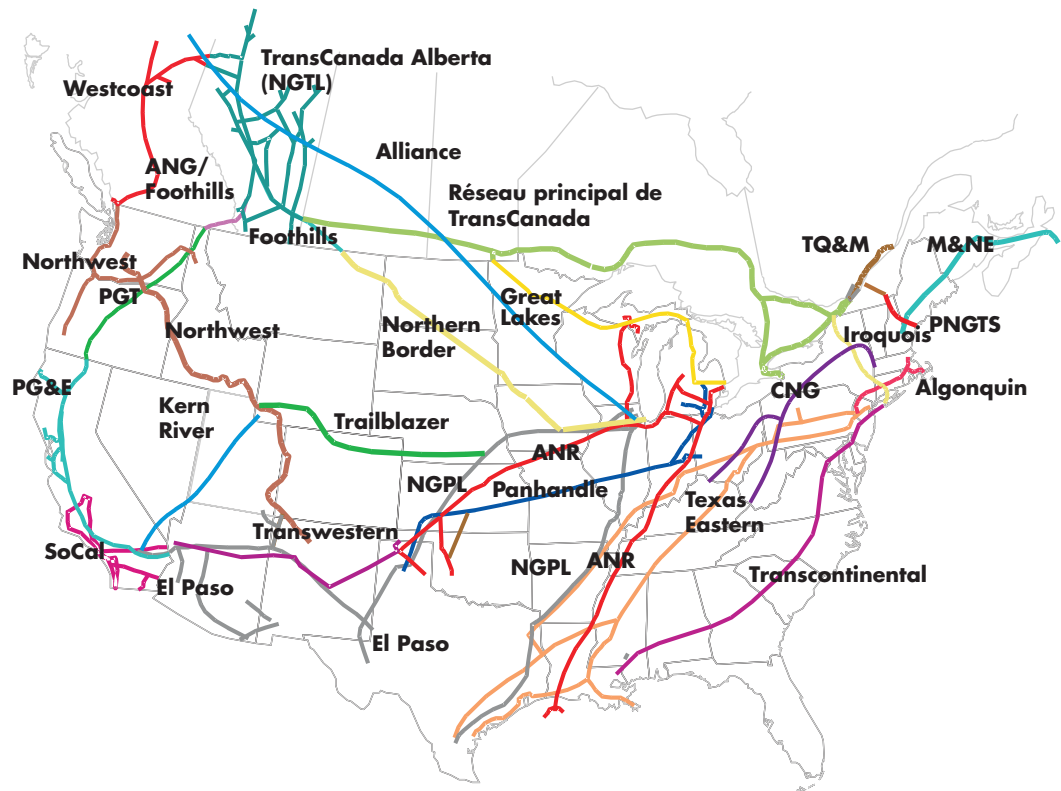 TransCanada Alberta
(NGTL)
Westcoast
Alliance
ANG/
Foothills
Réseau principal de
TransCanada
Foothills
TQ&M
M&NE
Northwest
PGT
Great
Lakes
Northwest
Northern
Border
Iroquois
PNGTS
PG&E
Kern
River
CNG
Algonquin
Trailblazer
ANR
NGPL
Panhandle
Texas
Eastern
Transwestern
SoCal
NGPL
ANR
Transcontinental
El Paso
El Paso